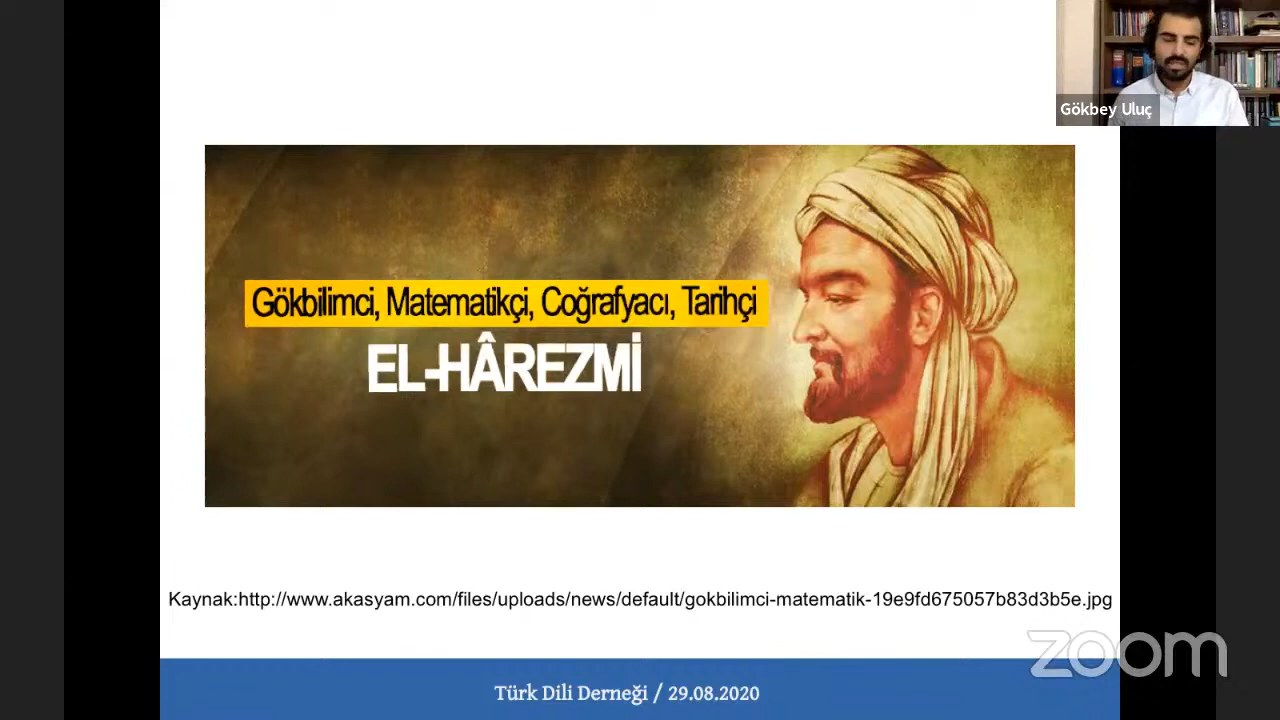 Gökbey Uluç
Gökbilimci, Matematikçi, Coğrafyacı, Tarihçi
EL-HÂREZMİ
Kaynak:http://www.akasyam.com/files/uploads/news/default/gokbilimci-matematik-19e9fd675057b83d3b5e.jpg
zoom
Türk Dili Derneği / 29.08.2020